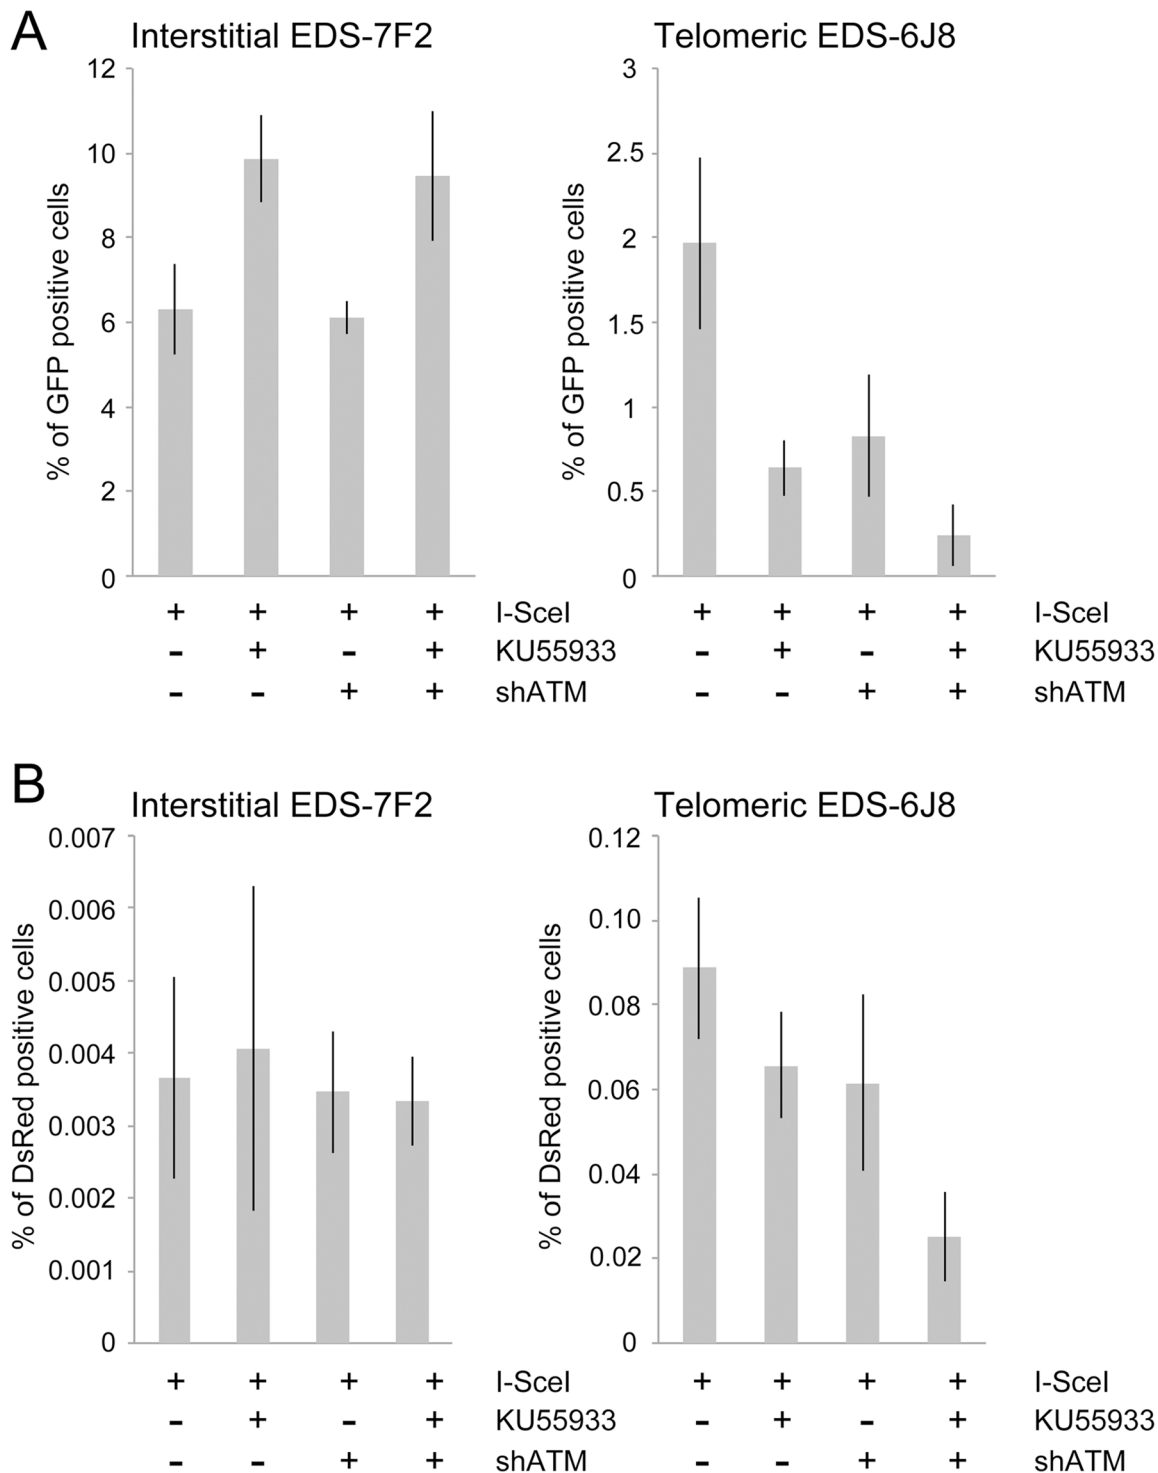 A
Interstitial EDS-7F2
Telomeric EDS-6J8
% of GFP positive cells
12
10
8
6
4
2
0
% of GFP positive cells
3
2.5
2
1.5
1
0.5
0
+ + + + I-SceI
- + - + KU55933
- - + + shATM
+ + + + I-SceI
- + - + KU55933
- - + + shATM
B
Interstitial EDS-7F2
Telomeric EDS-6J8
% of DsRed positive cells
0.007
0.006
0.005
0.004
0.003
0.002
0.001
0
% of DsRed positive cells
0.12
0.10
0.08
0.06
0.04
0.02
0
+ + + + I-SceI
- + - + KU55933
- - + + shATM
+ + + + I-SceI
- + - + KU55933
- - + + shATM